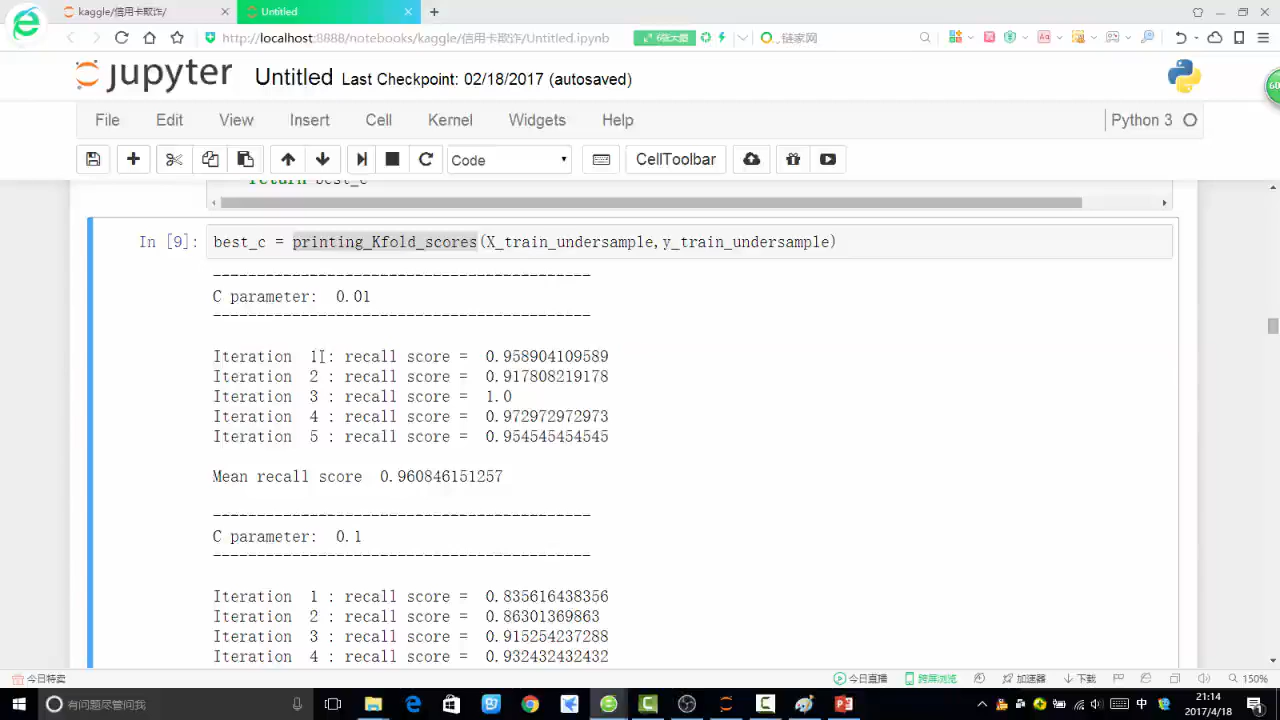 kaggle/信用卡欺诈/
Untitled
http://localhost:8888/notebooks/kaggle/信用卡欺诈/Untitled.ipynb
链家网
60
jupyter Untitled Last Checkpoint: 02/18/2017 (autosaved)
File Edit View Insert Cell Kernel Widgets Help Python 3
Code CellToolbar
return best_c
In [9]: best_c = printing_Kfold_scores(X_train_undersample,y_train_undersample)
-------------------------------------------
C parameter: 0.01
-------------------------------------------
Iteration 1 : recall score = 0.958904109589
Iteration 2 : recall score = 0.917808219178
Iteration 3 : recall score = 1.0
Iteration 4 : recall score = 0.972972972973
Iteration 5 : recall score = 0.954545454545
Mean recall score 0.960846151257
-------------------------------------------
C parameter: 0.1
-------------------------------------------
Iteration 1 : recall score = 0.835616438356
Iteration 2 : recall score = 0.86301369863
Iteration 3 : recall score = 0.915254237288
Iteration 4 : recall score = 0.932432432432
今日特卖 今日直播 跨屏浏览 加速器 下载 150%
有问题尽管问我
中
21:14
2017/4/18